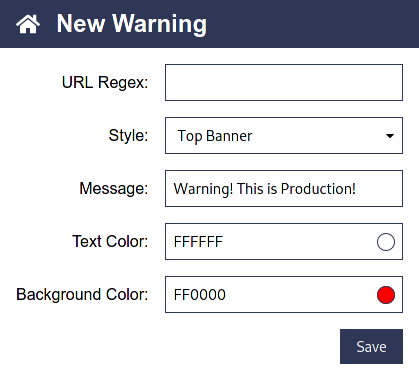 New Warning
URL Regex:
Style: Top Banner
Message: Warning! This is Production!
Text Color: FFFFFF
Background Color: FF0000
Save